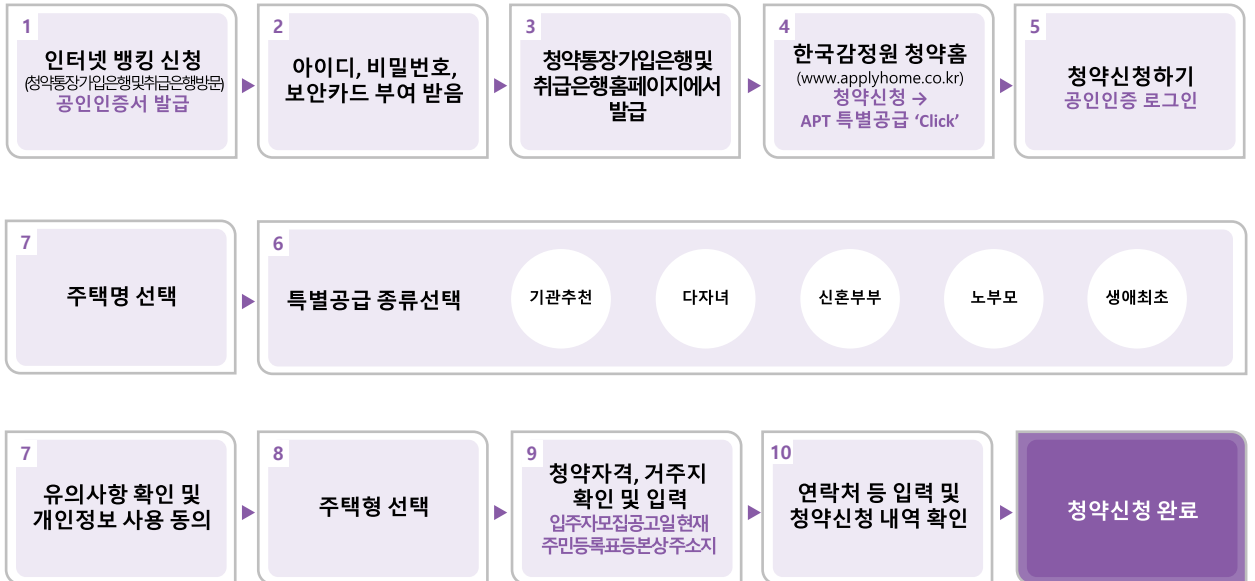 1
인터넷 뱅킹 신청
(청약통장가입은행및취급은행방문)
공인인증서 발급
2
아이디, 비밀번호,
보안카드 부여 받음
3
청약통장가입은행및
취급은행홈페이지에서
발급
4
한국감정원 청약홈
(www.applyhome.co.kr)
청약신청 →
APT 특별공급 ‘Click’
5
청약신청하기
공인인증 로그인
7
주택명 선택
6
특별공급 종류선택
기관추천
다자녀
신혼부부
노부모
생애최초
7
유의사항 확인 및
개인정보 사용 동의
8
주택형 선택
9
청약자격, 거주지
확인 및 입력
입주자모집공고일현재
주민등록표등본상주소지
10
연락처 등 입력 및
청약신청 내역 확인
청약신청 완료